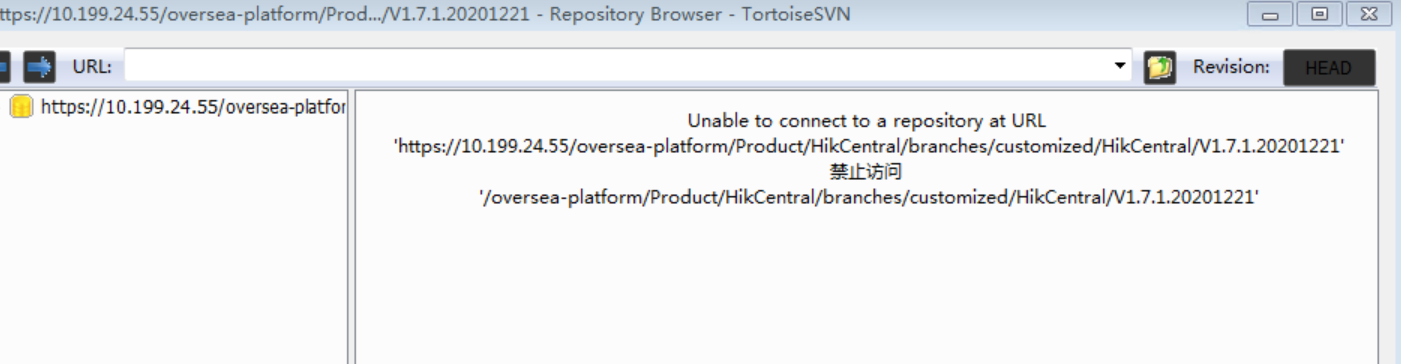 ttps://10.199.24.55/oversea-platform/Prod.../V1.7.1.20201221 - Repository Browser - TortoiseSVN
URL:
Revision:
HEAD
https://10.199.24.55/oversea-platfor
Unable to connect to a repository at URL
'https://10.199.24.55/oversea-platform/Product/HikCentral/branches/customized/HikCentral/V1.7.1.20201221'
禁止访问
'/oversea-platform/Product/HikCentral/branches/customized/HikCentral/V1.7.1.20201221'